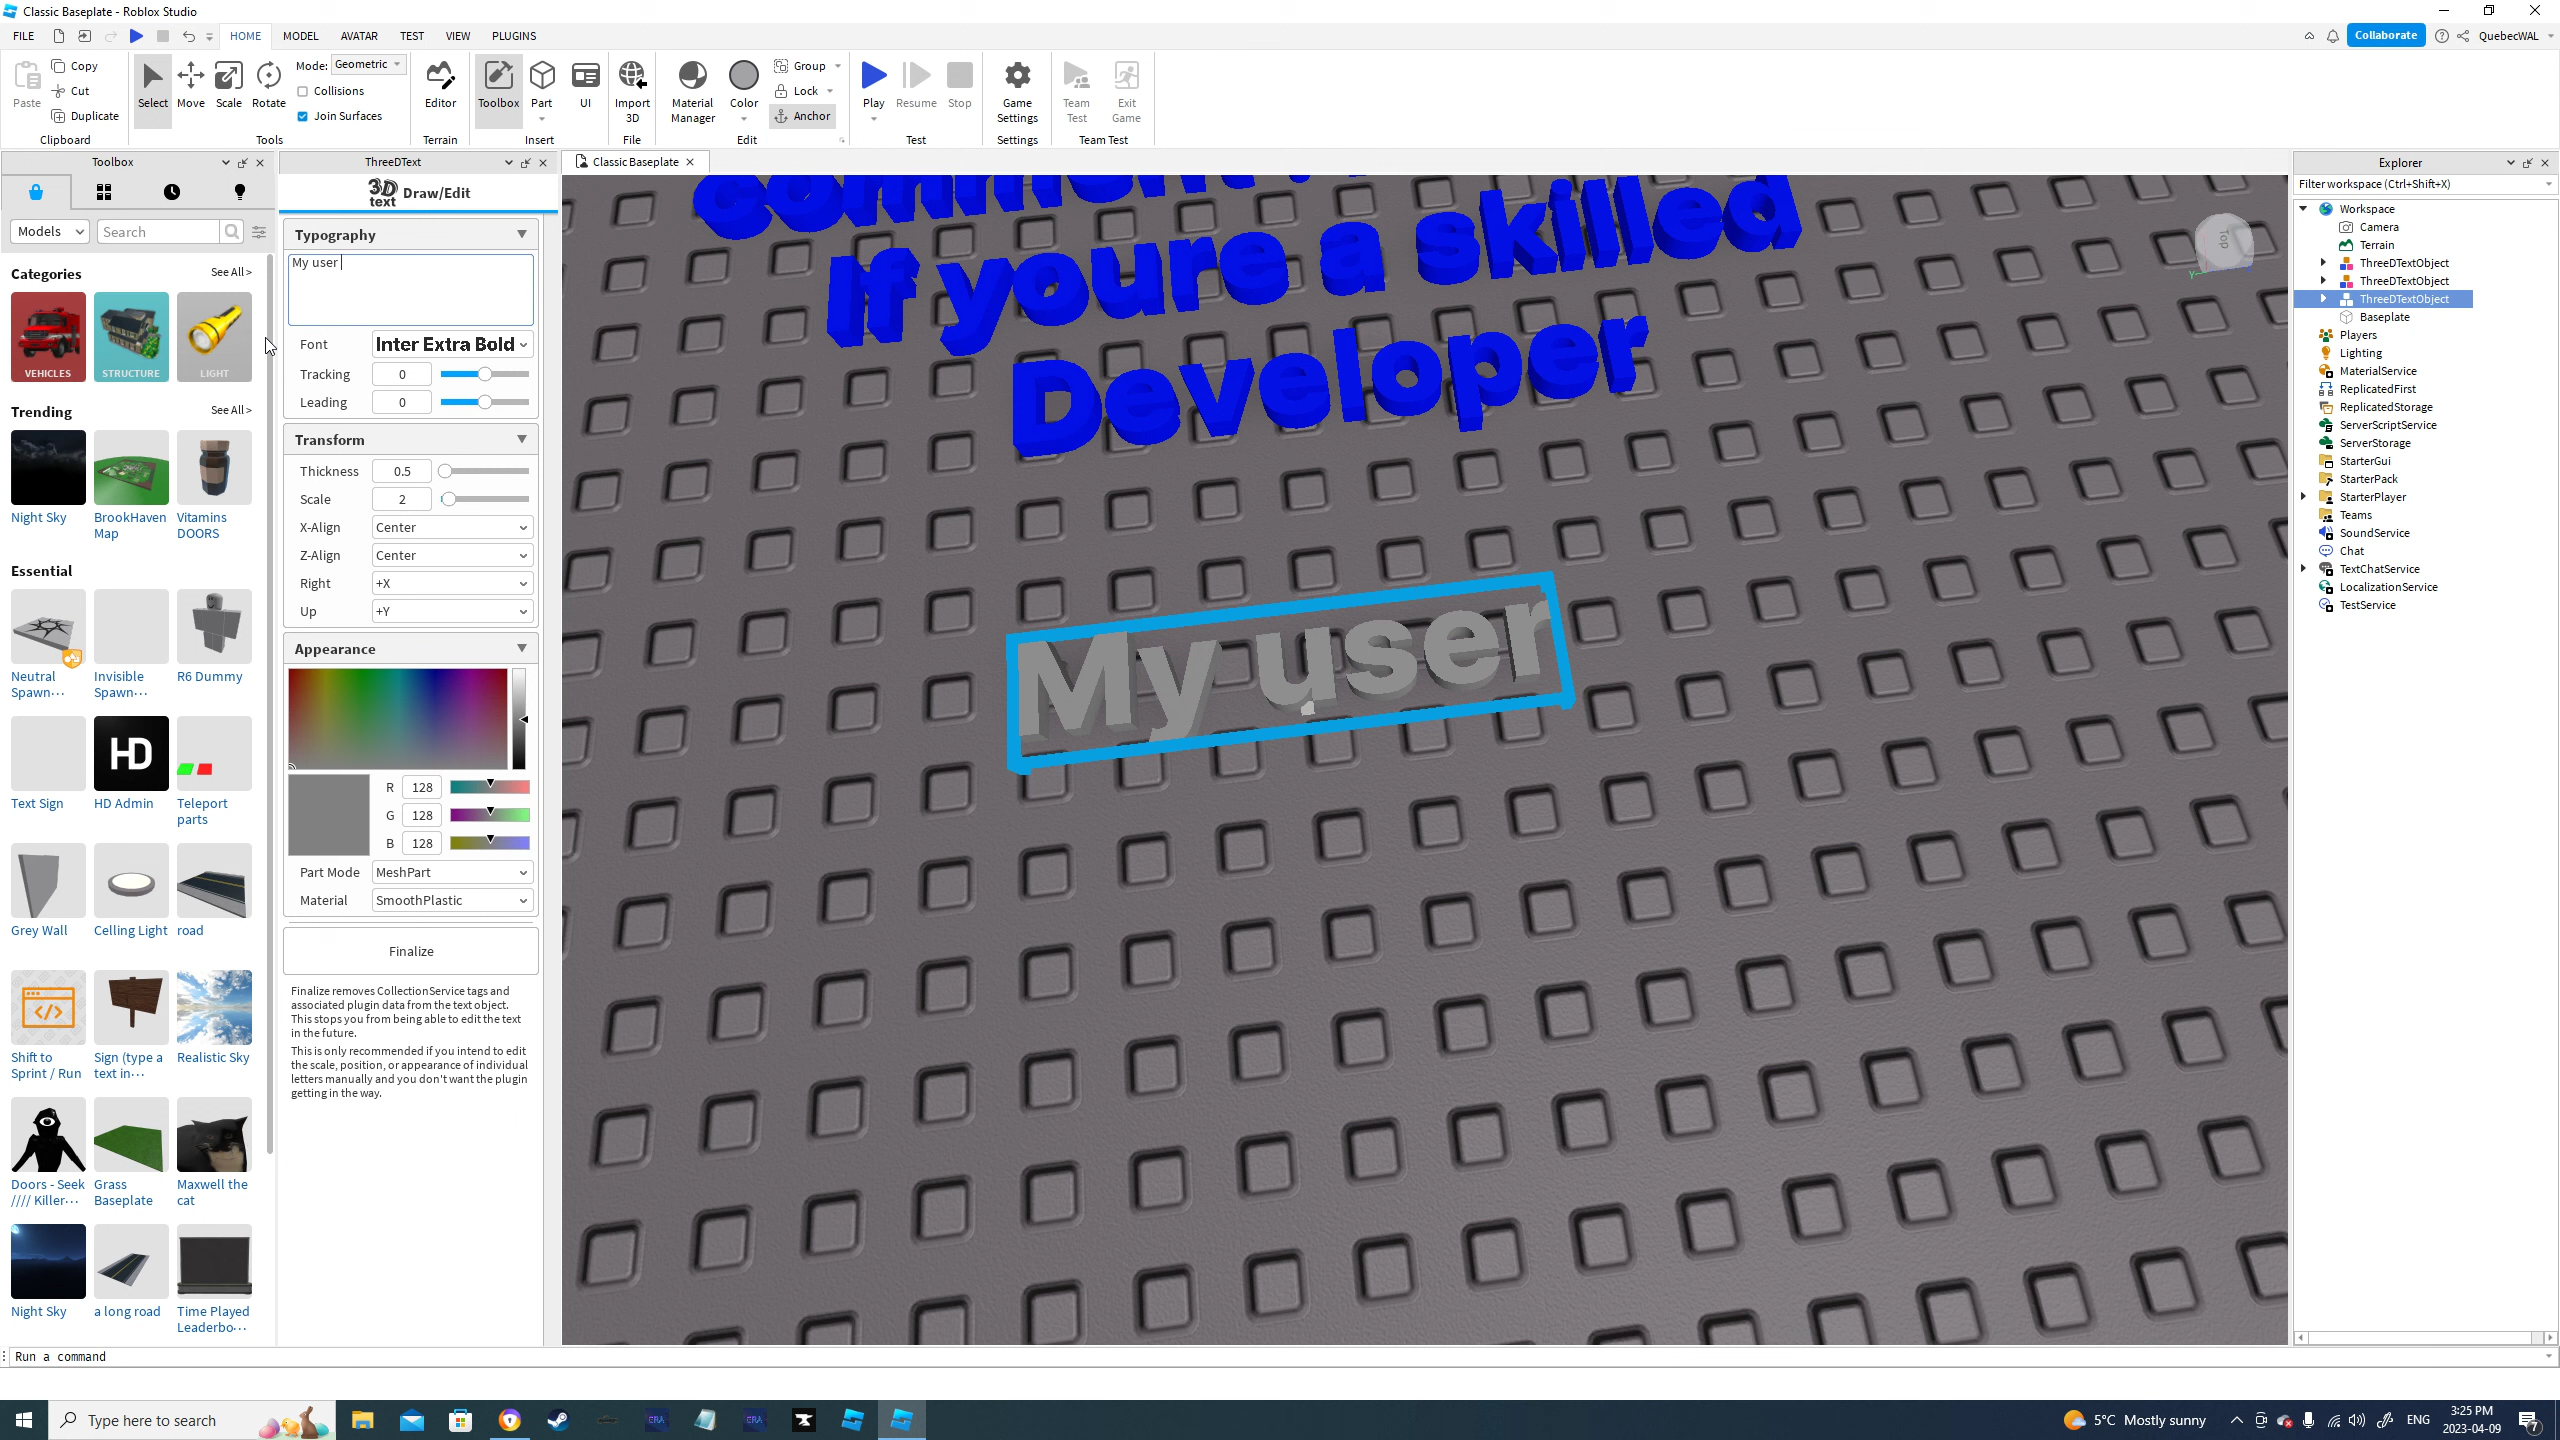 Classic Baseplate - Roblox Studio
FILE HOME MODEL AVATAR TEST VIEW PLUGINS Collaborate QuebecWAL
Paste Copy Cut Duplicate Clipboard
Select Move Scale Rotate Mode: Geometric Collisions Join Surfaces Tools
Editor Terrain
Toolbox Part UI Insert
Import 3D File
Material Manager Color Group Lock Anchor Edit
Play Resume Stop Test
Game Settings Settings
Team Test Exit Game Team Test
Toolbox
Models Search
Categories See All >
VEHICLES STRUCTURE LIGHT
Trending See All >
Night Sky BrookHaven Map Vitamins DOORS
Essential
Neutral Spawn... Invisible Spawn... R6 Dummy
HD
Text Sign HD Admin Teleport parts
Grey Wall Celling Light road
Shift to Sprint / Run Sign (type a text in... Realistic Sky
Doors - Seek //// Killer... Grass Baseplate Maxwell the cat
Night Sky a long road Time Played Leaderbo...
ThreeDText
3D text Draw/Edit
Typography
My user
Font Inter Extra Bold
Tracking 0
Leading 0
Transform
Thickness 0.5
Scale 2
X-Align Center
Z-Align Center
Right +X
Up +Y
Appearance
R 128
G 128
B 128
Part Mode MeshPart
Material SmoothPlastic
Finalize
Finalize removes CollectionService tags and
associated plugin data from the text object.
This stops you from being able to edit the text
in the future.
This is only recommended if you intend to edit
the scale, position, or appearance of individual
letters manually and you don't want the plugin
getting in the way.
Classic Baseplate
If youre a skilled
Developer
My user
Top
Y
Explorer
Filter workspace (Ctrl+Shift+X)
Workspace
Camera
Terrain
ThreeDTextObject
ThreeDTextObject
ThreeDTextObject
Baseplate
Players
Lighting
MaterialService
ReplicatedFirst
ReplicatedStorage
ServerScriptService
ServerStorage
StarterGui
StarterPack
StarterPlayer
Teams
SoundService
Chat
TextChatService
LocalizationService
TestService
Run a command
Type here to search
5°C Mostly sunny ENG 3:25 PM 2023-04-09 7